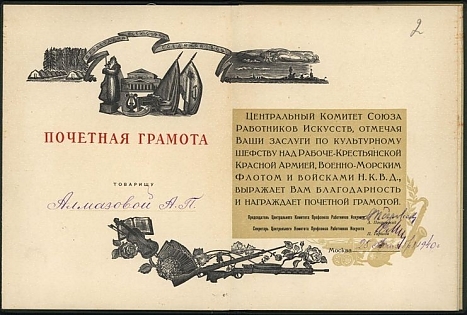 2
ПОЧЕТНАЯ ГРАМОТА
ТОВАРИЩУ
Алмазовой А.П.
ЦЕНТРАЛЬНЫЙ КОМИТЕТ СОЮЗА
РАБОТНИКОВ ИСКУССТВ, ОТМЕЧАЯ
ВАШИ ЗАСЛУГИ ПО КУЛЬТУРНОМУ
ШЕФСТВУ НАД РАБОЧЕ-КРЕСТЬЯНСКОЙ
КРАСНОЙ АРМИЕЙ, ВОЕННО-МОРСКИМ
ФЛОТОМ И ВОЙСКАМИ Н.К.В.Д.,
ВЫРАЖАЕТ ВАМ БЛАГОДАРНОСТЬ
И НАГРАЖДАЕТ ПОЧЕТНОЙ ГРАМОТОЙ.
Председатель Центрального Комитета Профсоюза Работников Искусств
Секретарь Центрального Комитета Профсоюза Работников Искусств
Москва 1940 г.